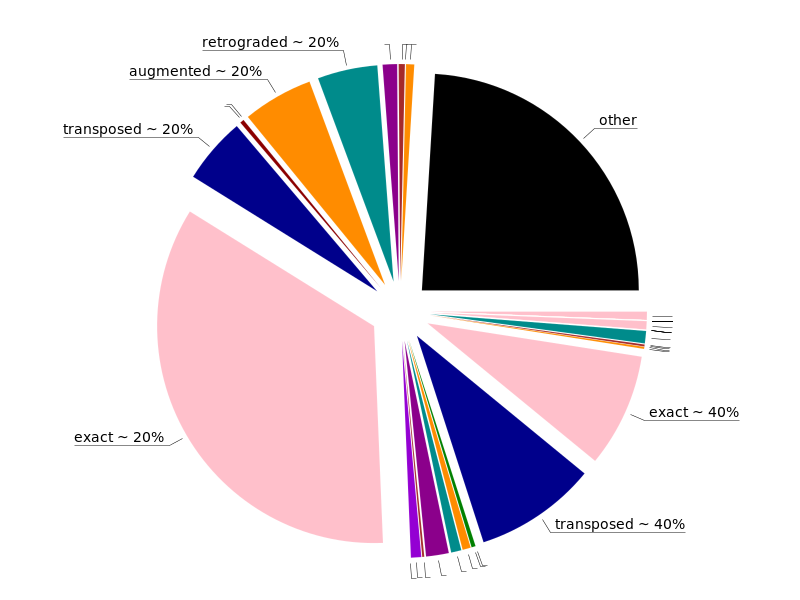 retrograded ~ 20%
augmented ~ 20%
other
transposed ~ 20%
exact ~ 40%
exact ~ 20%
transposed ~ 40%